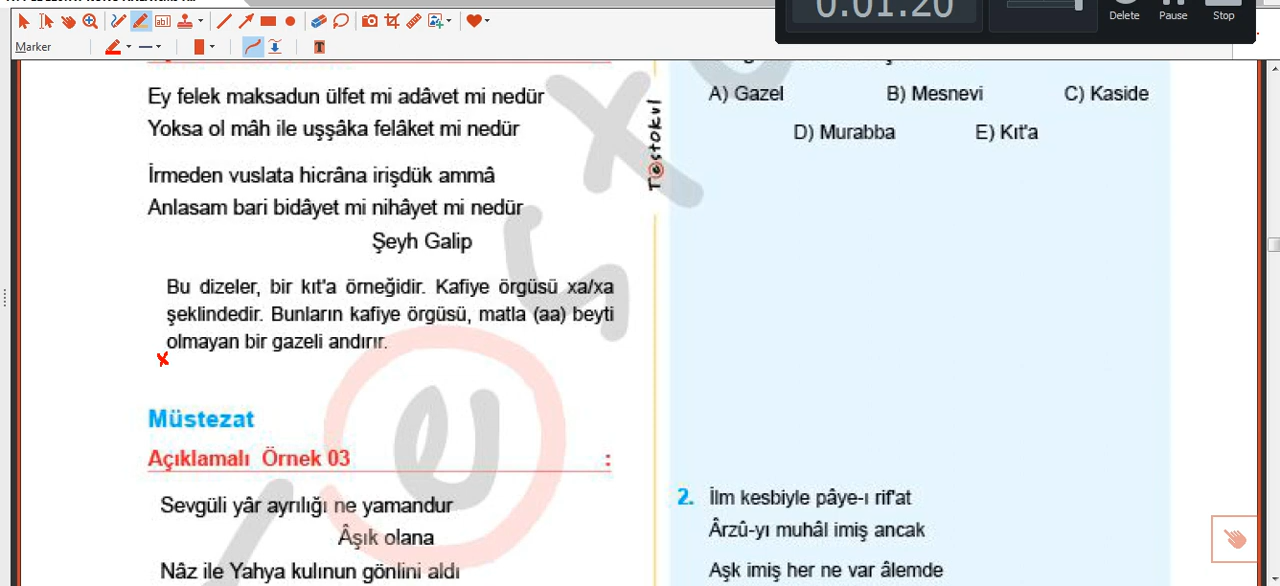 0:01:20
Delete Pause Stop
Marker
Ey felek maksadun ülfet mi adâvet mi nedür
Yoksa ol mâh ile uşşâka felâket mi nedür
İrmeden vuslata hicrâna irişdük ammâ
Anlasam bari bidâyet mi nihâyet mi nedür
Şeyh Galip
Bu dizeler, bir kıt'a örneğidir. Kafiye örgüsü xa/xa
şeklindedir. Bunların kafiye örgüsü, matla (aa) beyti
olmayan bir gazeli andırır.
x
Müstezat
Açıklamalı Örnek 03 :
Sevgüli yâr ayrılığı ne yamandur
Âşık olana
Nâz ile Yahya kulınun gönlini aldı
Testokul
A) Gazel B) Mesnevi C) Kaside
D) Murabba E) Kıt'a
2. İlm kesbiyle pâye-ı rif'at
Ârzû-yı muhâl imiş ancak
Aşk imiş her ne var âlemde